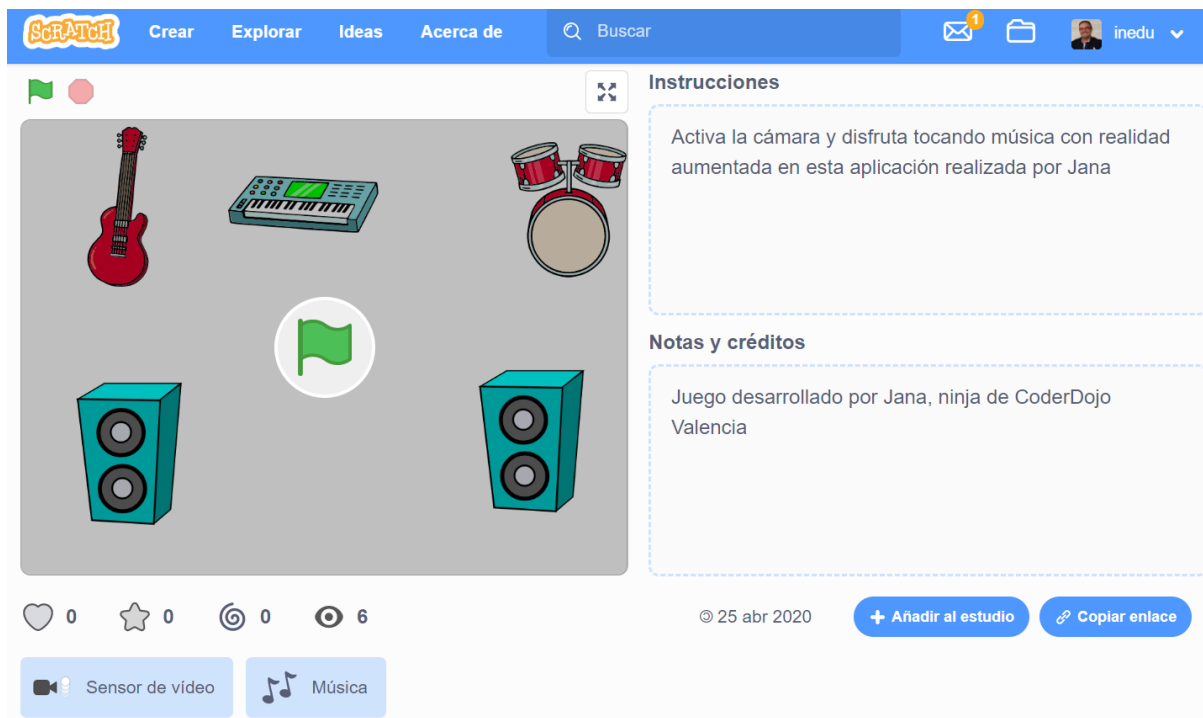 SCRATCH Crear Explorar Ideas Acerca de Buscar 1 inedu
Instrucciones
Activa la cámara y disfruta tocando música con realidad
aumentada en esta aplicación realizada por Jana
Notas y créditos
Juego desarrollado por Jana, ninja de CoderDojo
Valencia
0 0 0 6 25 abr 2020 Añadir al estudio Copiar enlace
Sensor de vídeo Música